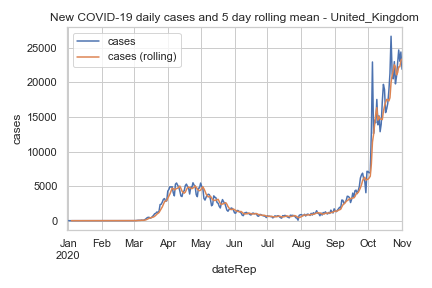 New COVID-19 daily cases and 5 day rolling mean - United_Kingdom
cases
cases (rolling)
25000
20000
15000
10000
5000
0
cases
Jan Feb Mar Apr May Jun Jul Aug Sep Oct Nov
2020
dateRep